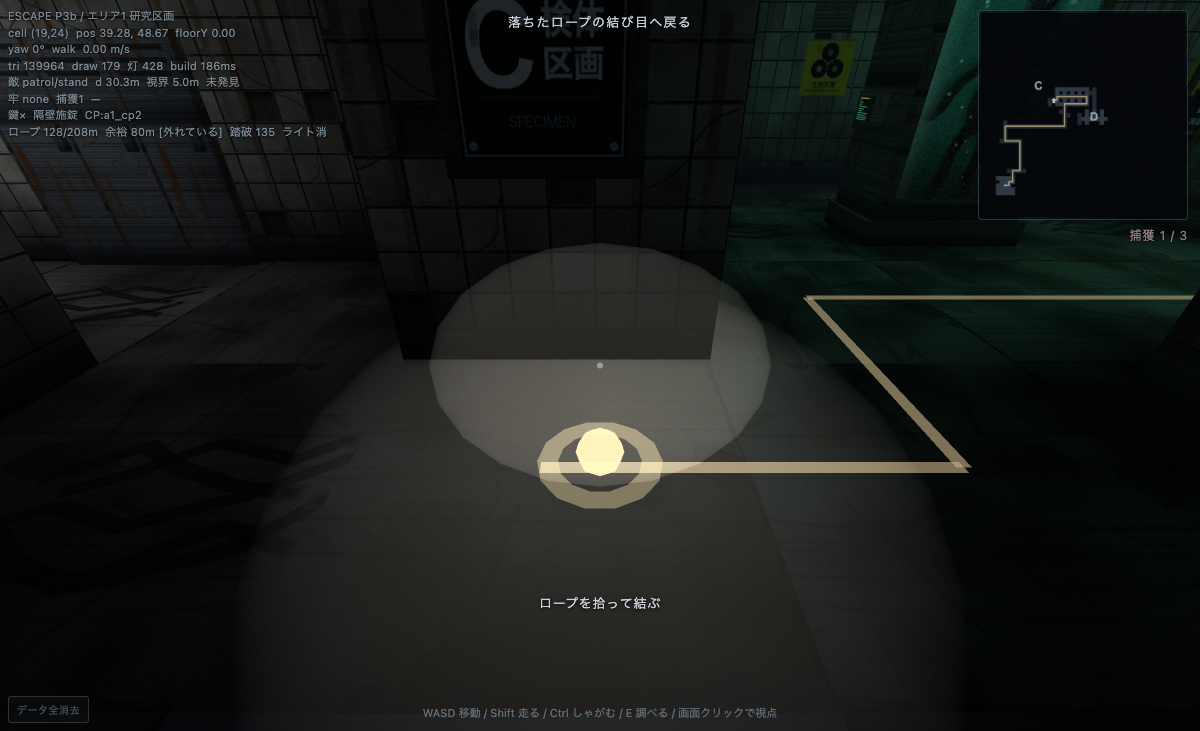 ESCAPE P3b / エリア1 研究区画
cell (19,24) pos 39.28, 48.67 floorY 0.00
yaw 0° walk 0.00 m/s
tri 139964 draw 179 灯 428 build 186ms
敵 patrol/stand d 30.3m 視界 5.0m 未発見
牢 none 捕獲1 —
鍵× 隔壁施錠 CP:a1_cp2
ロープ 128/208m 余裕 80m [外れている] 踏破 135 ライト消
落ちたロープの結び目へ戻る
C 検体
区画
SPECIMEN
C
D
捕獲 1 / 3
ロープを拾って結ぶ
データ全消去
WASD 移動 / Shift 走る / Ctrl しゃがむ / E 調べる / 画面クリックで視点